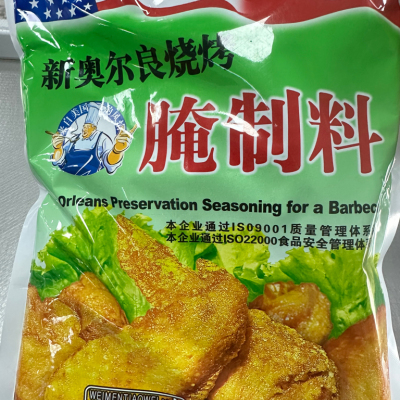 新奥尔良烧烤
腌制料
Orleans Preservation Seasoning for a Barbec
本企业通过ISO9001质量管理体系
本企业通过ISO22000食品安全管理体